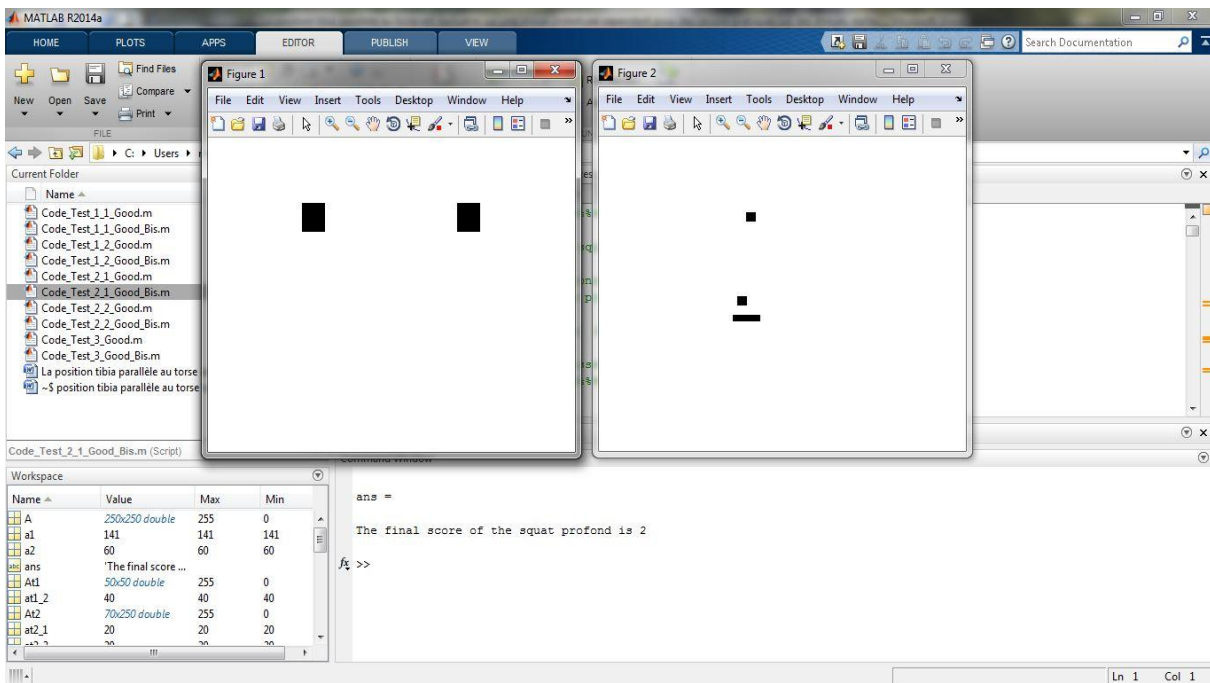 MATLAB R2014a
HOME PLOTS APPS EDITOR PUBLISH VIEW
Search Documentation
New Open Save
Find Files
Compare
Print
FILE
C: Users
Current Folder
Name
Code_Test_1_1_Good.m
Code_Test_1_1_Good_Bis.m
Code_Test_1_2_Good.m
Code_Test_1_2_Good_Bis.m
Code_Test_2_1_Good.m
Code_Test_2_1_Good_Bis.m
Code_Test_2_2_Good.m
Code_Test_2_2_Good_Bis.m
Code_Test_3_Good.m
Code_Test_3_Good_Bis.m
La position tibia parallèle au torse
~$ position tibia parallèle au torse
Code_Test_2_1_Good_Bis.m (Script)
Figure 1
File Edit View Insert Tools Desktop Window Help
Figure 2
File Edit View Insert Tools Desktop Window Help
Workspace
Name Value Max Min
A 250x250 double 255 0
a1 141 141 141
a2 60 60 60
ans 'The final score ...
At1 50x50 double 255 0
at1_2 40 40 40
At2 70x250 double 255 0
at2_1 20 20 20
Command Window
ans =
The final score of the squat profond is 2
fx >>
Ln 1 Col 1